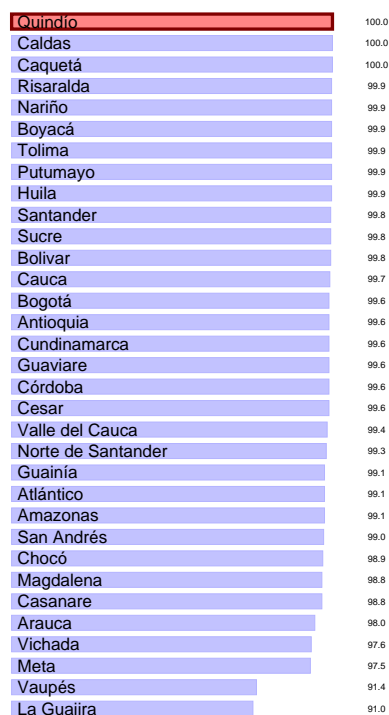 Quindío 100.0
Caldas 100.0
Caquetá 100.0
Risaralda 99.9
Nariño 99.9
Boyacá 99.9
Tolima 99.9
Putumayo 99.9
Huila 99.9
Santander 99.8
Sucre 99.8
Bolivar 99.8
Cauca 99.7
Bogotá 99.6
Antioquia 99.6
Cundinamarca 99.6
Guaviare 99.6
Córdoba 99.6
Cesar 99.6
Valle del Cauca 99.4
Norte de Santander 99.3
Guainía 99.1
Atlántico 99.1
Amazonas 99.1
San Andrés 99.0
Chocó 98.9
Magdalena 98.8
Casanare 98.8
Arauca 98.0
Vichada 97.6
Meta 97.5
Vaupés 91.4
La Guajira 91.0